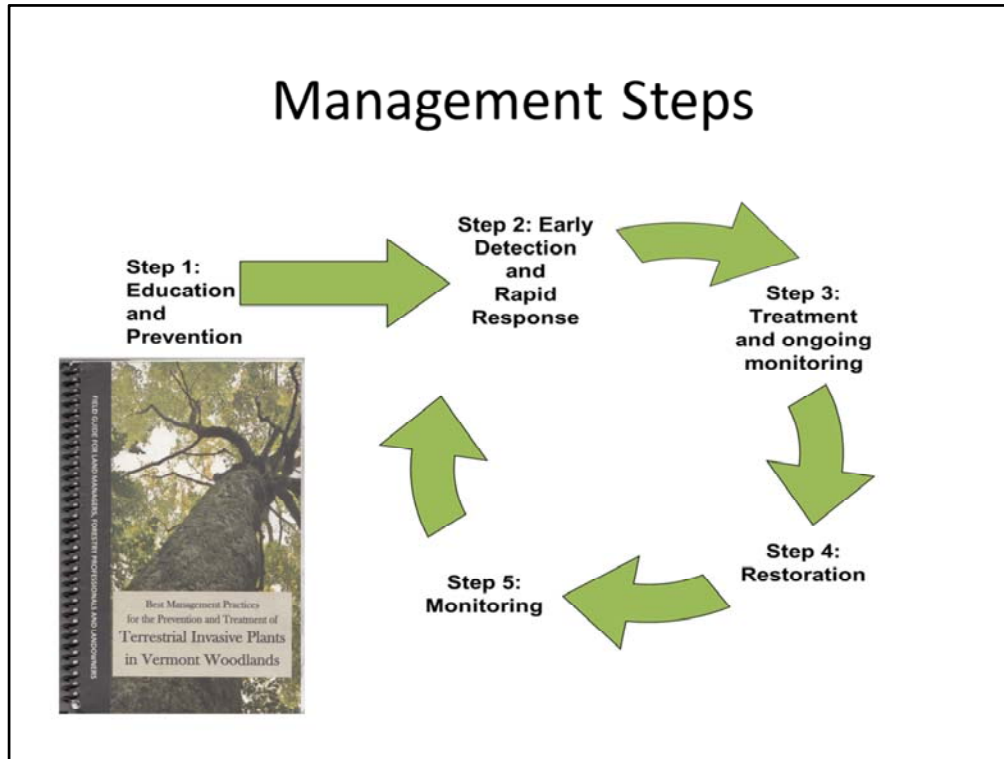 Management Steps
Step 1:
Education
and
Prevention
Step 2: Early
Detection
and
Rapid
Response
Step 3:
Treatment
and ongoing
monitoring
Step 4:
Restoration
Step 5:
Monitoring
FIELD GUIDE FOR LAND MANAGERS, FORESTRY PROFESSIONALS AND LANDOWNERS
Best Management Practices
for the Prevention and Treatment of
Terrestrial Invasive Plants
in Vermont Woodlands